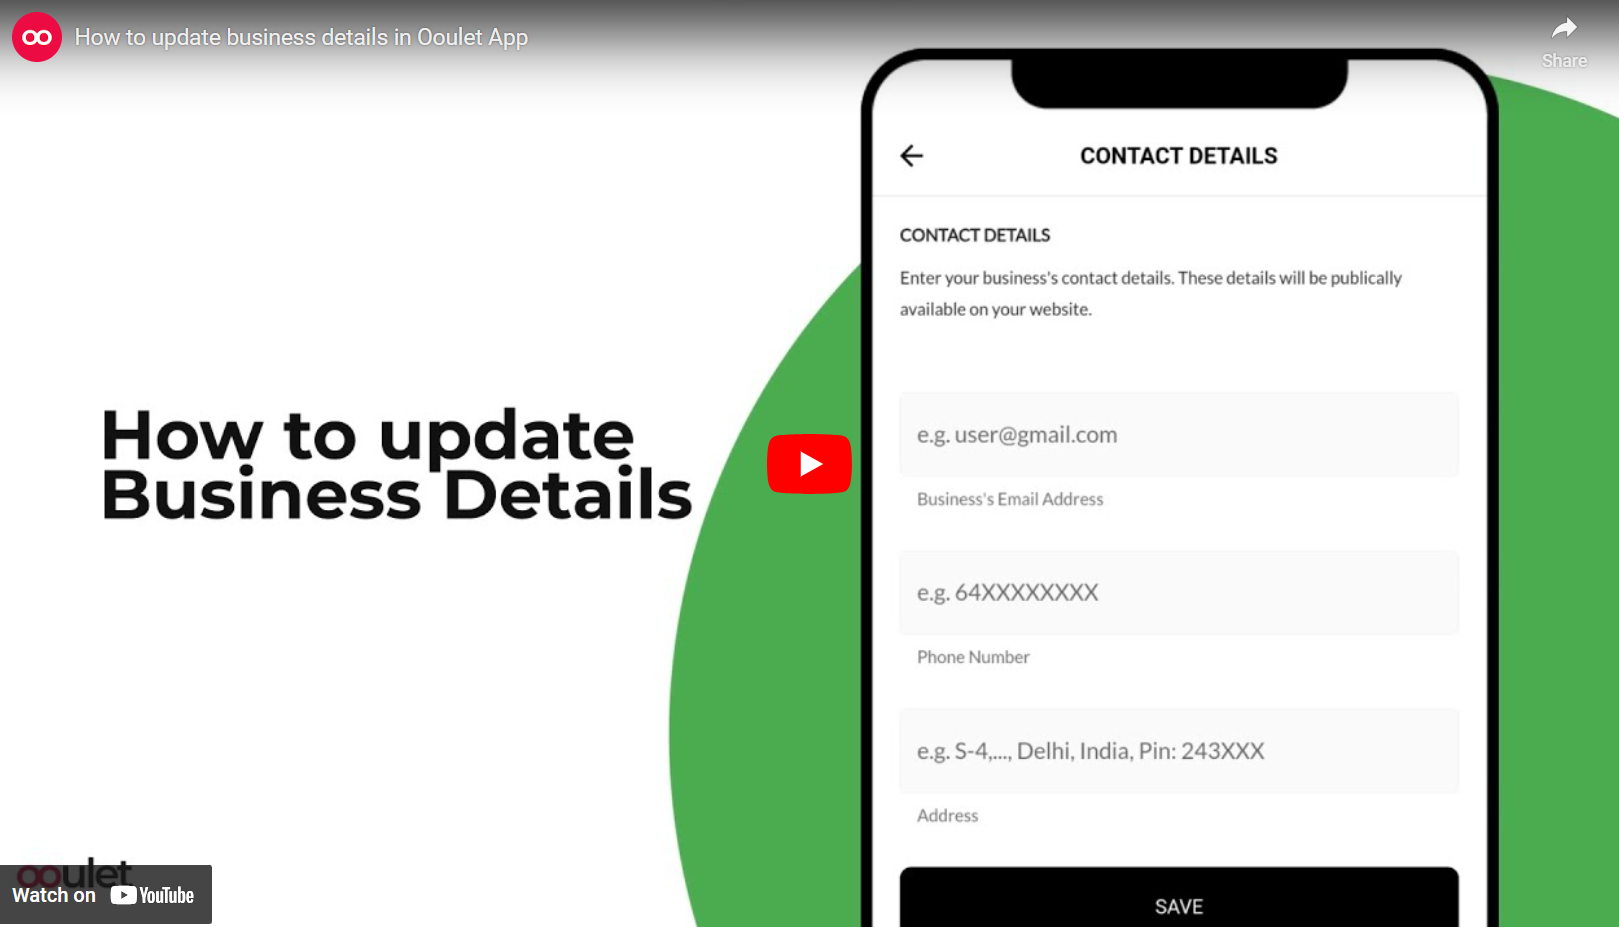 How to update business details in Ooulet App
Share
CONTACT DETAILS
CONTACT DETAILS
Enter your business's contact details. These details will be publically
available on your website.
How to update
Business Details
e.g. user@gmail.com
Business's Email Address
e.g. 64XXXXXXXX
Phone Number
e.g. S-4,..., Delhi, India, Pin: 243XXX
Address
SAVE
ooulet
Watch on YouTube